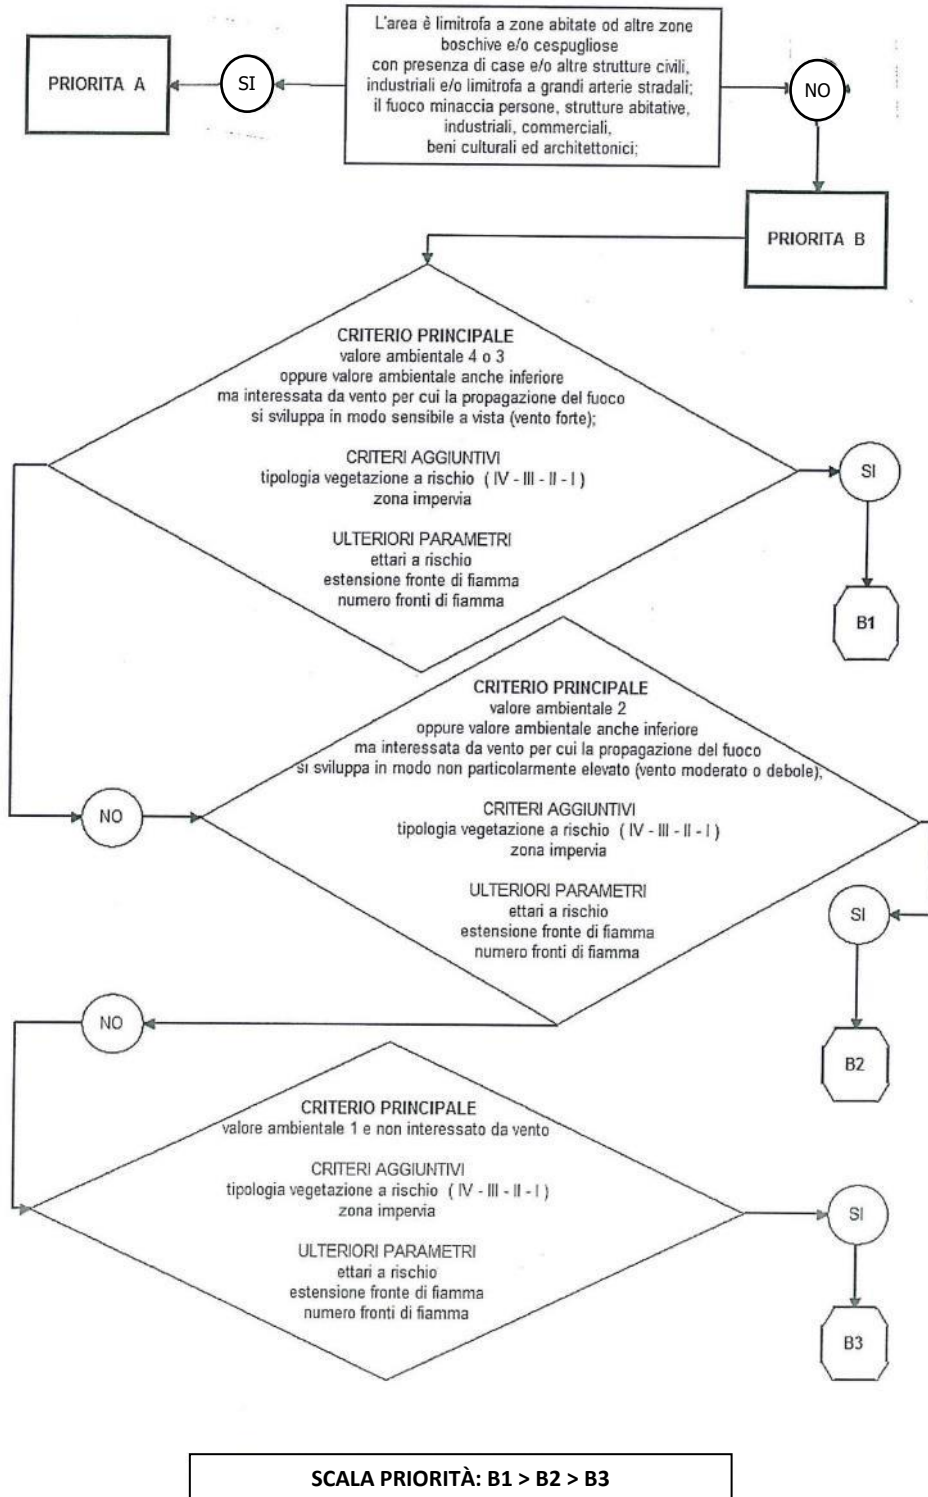 L'area è limitrofa a zone abitate od altre zone
boschive e/o cespugliose
con presenza di case e/o altre strutture civili,
industriali e/o limitrofa a grandi arterie stradali;
il fuoco minaccia persone, strutture abitative,
industriali, commerciali,
beni culturali ed architettonici;
PRIORITA A
SI
NO
PRIORITA B
CRITERIO PRINCIPALE
valore ambientale 4 o 3
oppure valore ambientale anche inferiore
ma interessata da vento per cui la propagazione del fuoco
si sviluppa in modo sensibile a vista (vento forte);
CRITERI AGGIUNTIVI
tipologia vegetazione a rischio ( IV - III - II - I )
zona impervia
ULTERIORI PARAMETRI
ettari a rischio
estensione fronte di fiamma
numero fronti di fiamma
SI
B1
NO
CRITERIO PRINCIPALE
valore ambientale 2
oppure valore ambientale anche inferiore
ma interessata da vento per cui la propagazione del fuoco
si sviluppa in modo non particolarmente elevato (vento moderato o debole);
CRITERI AGGIUNTIVI
tipologia vegetazione a rischio ( IV - III - II - I )
zona impervia
ULTERIORI PARAMETRI
ettari a rischio
estensione fronte di fiamma
numero fronti di fiamma
SI
B2
NO
CRITERIO PRINCIPALE
valore ambientale 1 e non interessato da vento
CRITERI AGGIUNTIVI
tipologia vegetazione a rischio ( IV - III - II - I )
zona impervia
ULTERIORI PARAMETRI
ettari a rischio
estensione fronte di fiamma
numero fronti di fiamma
SI
B3
SCALA PRIORITÀ: B1 > B2 > B3